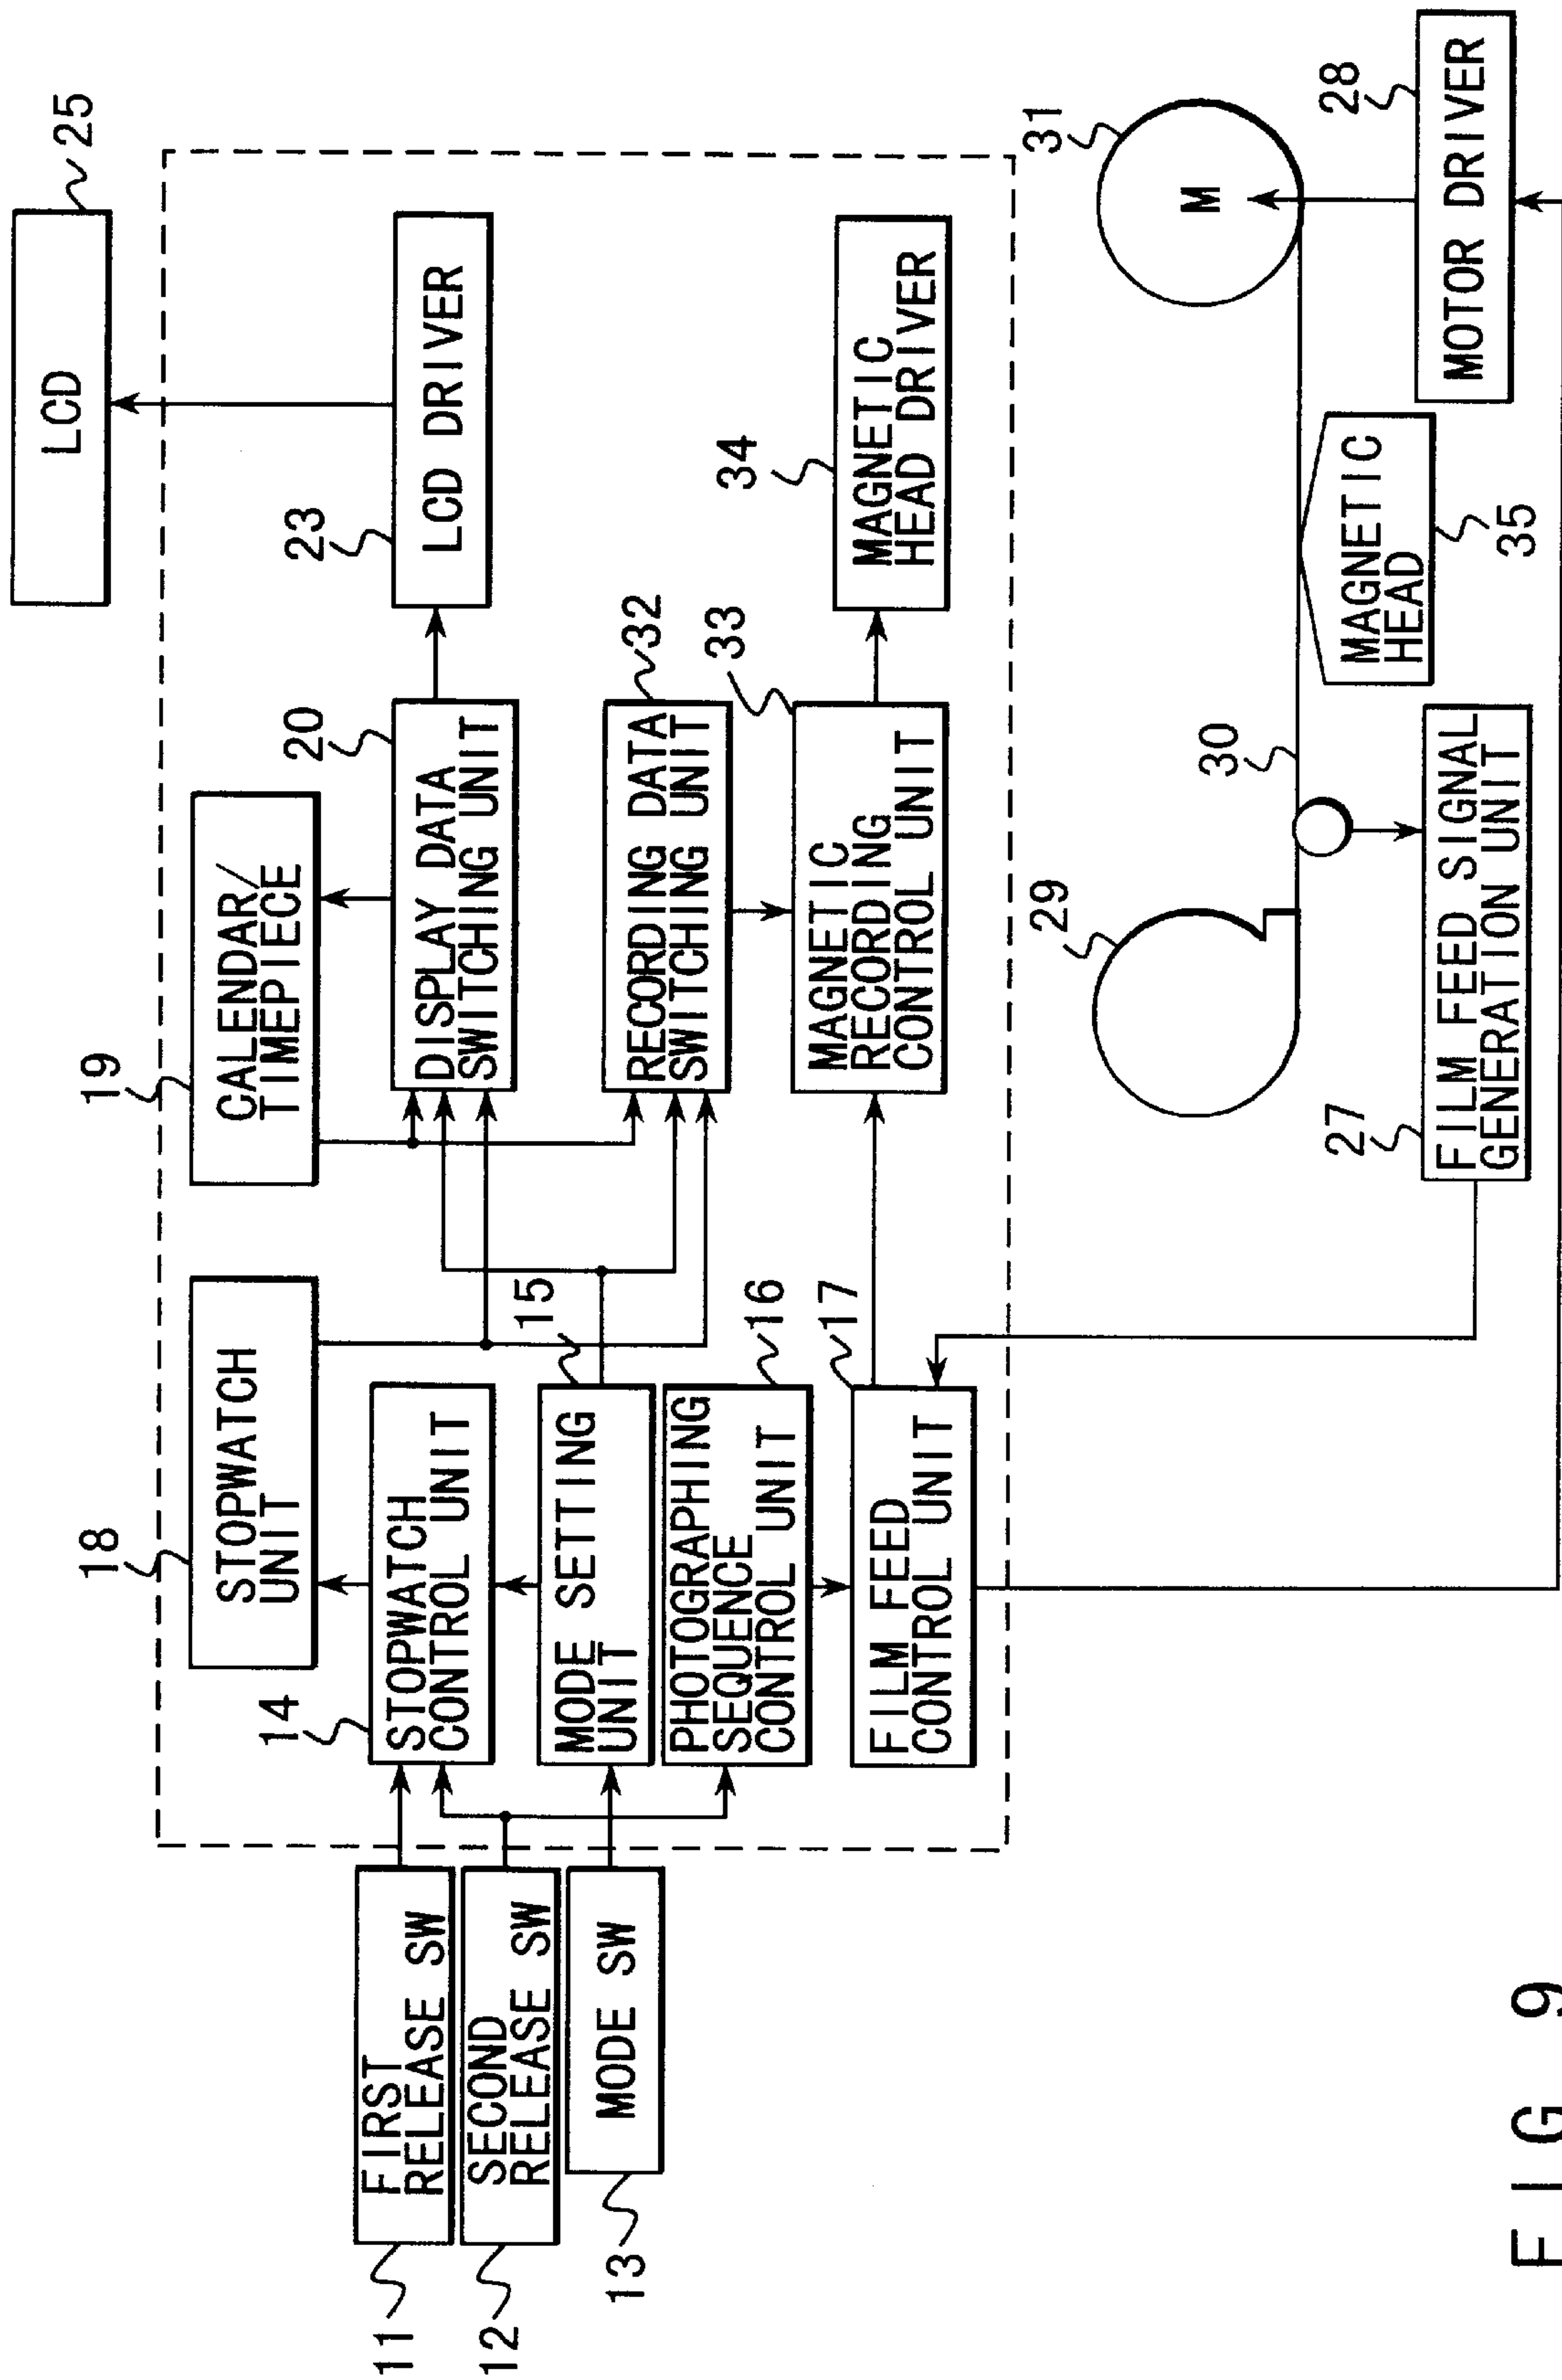 25
LCD
19
CALENDAR/
TIMEPIECE
18
STOPWATCH
UNIT
23
LCD DRIVER
20
DISPLAY DATA
SWITCHING UNIT
14
STOPWATCH
CONTROL UNIT
11
FIRST
RELEASE SW
12
SECOND
RELEASE SW
13
MODE SW
15
MODE SETTING
UNIT
32
RECORD DATA
SWITCHING UNIT
16
PHOTOGRAPHING
SEQUENCE
CONTROL UNIT
33
MAGNETIC
RECORDING
CONTROL UNIT
34
MAGNETIC
HEAD DRIVER
17
FILM FEED
CONTROL UNIT
29
30
31
M
35
MAGNETIC
HEAD
27
FILM FEED SIGNAL
GENERATION UNIT
28
MOTOR DRIVER
FIG 9